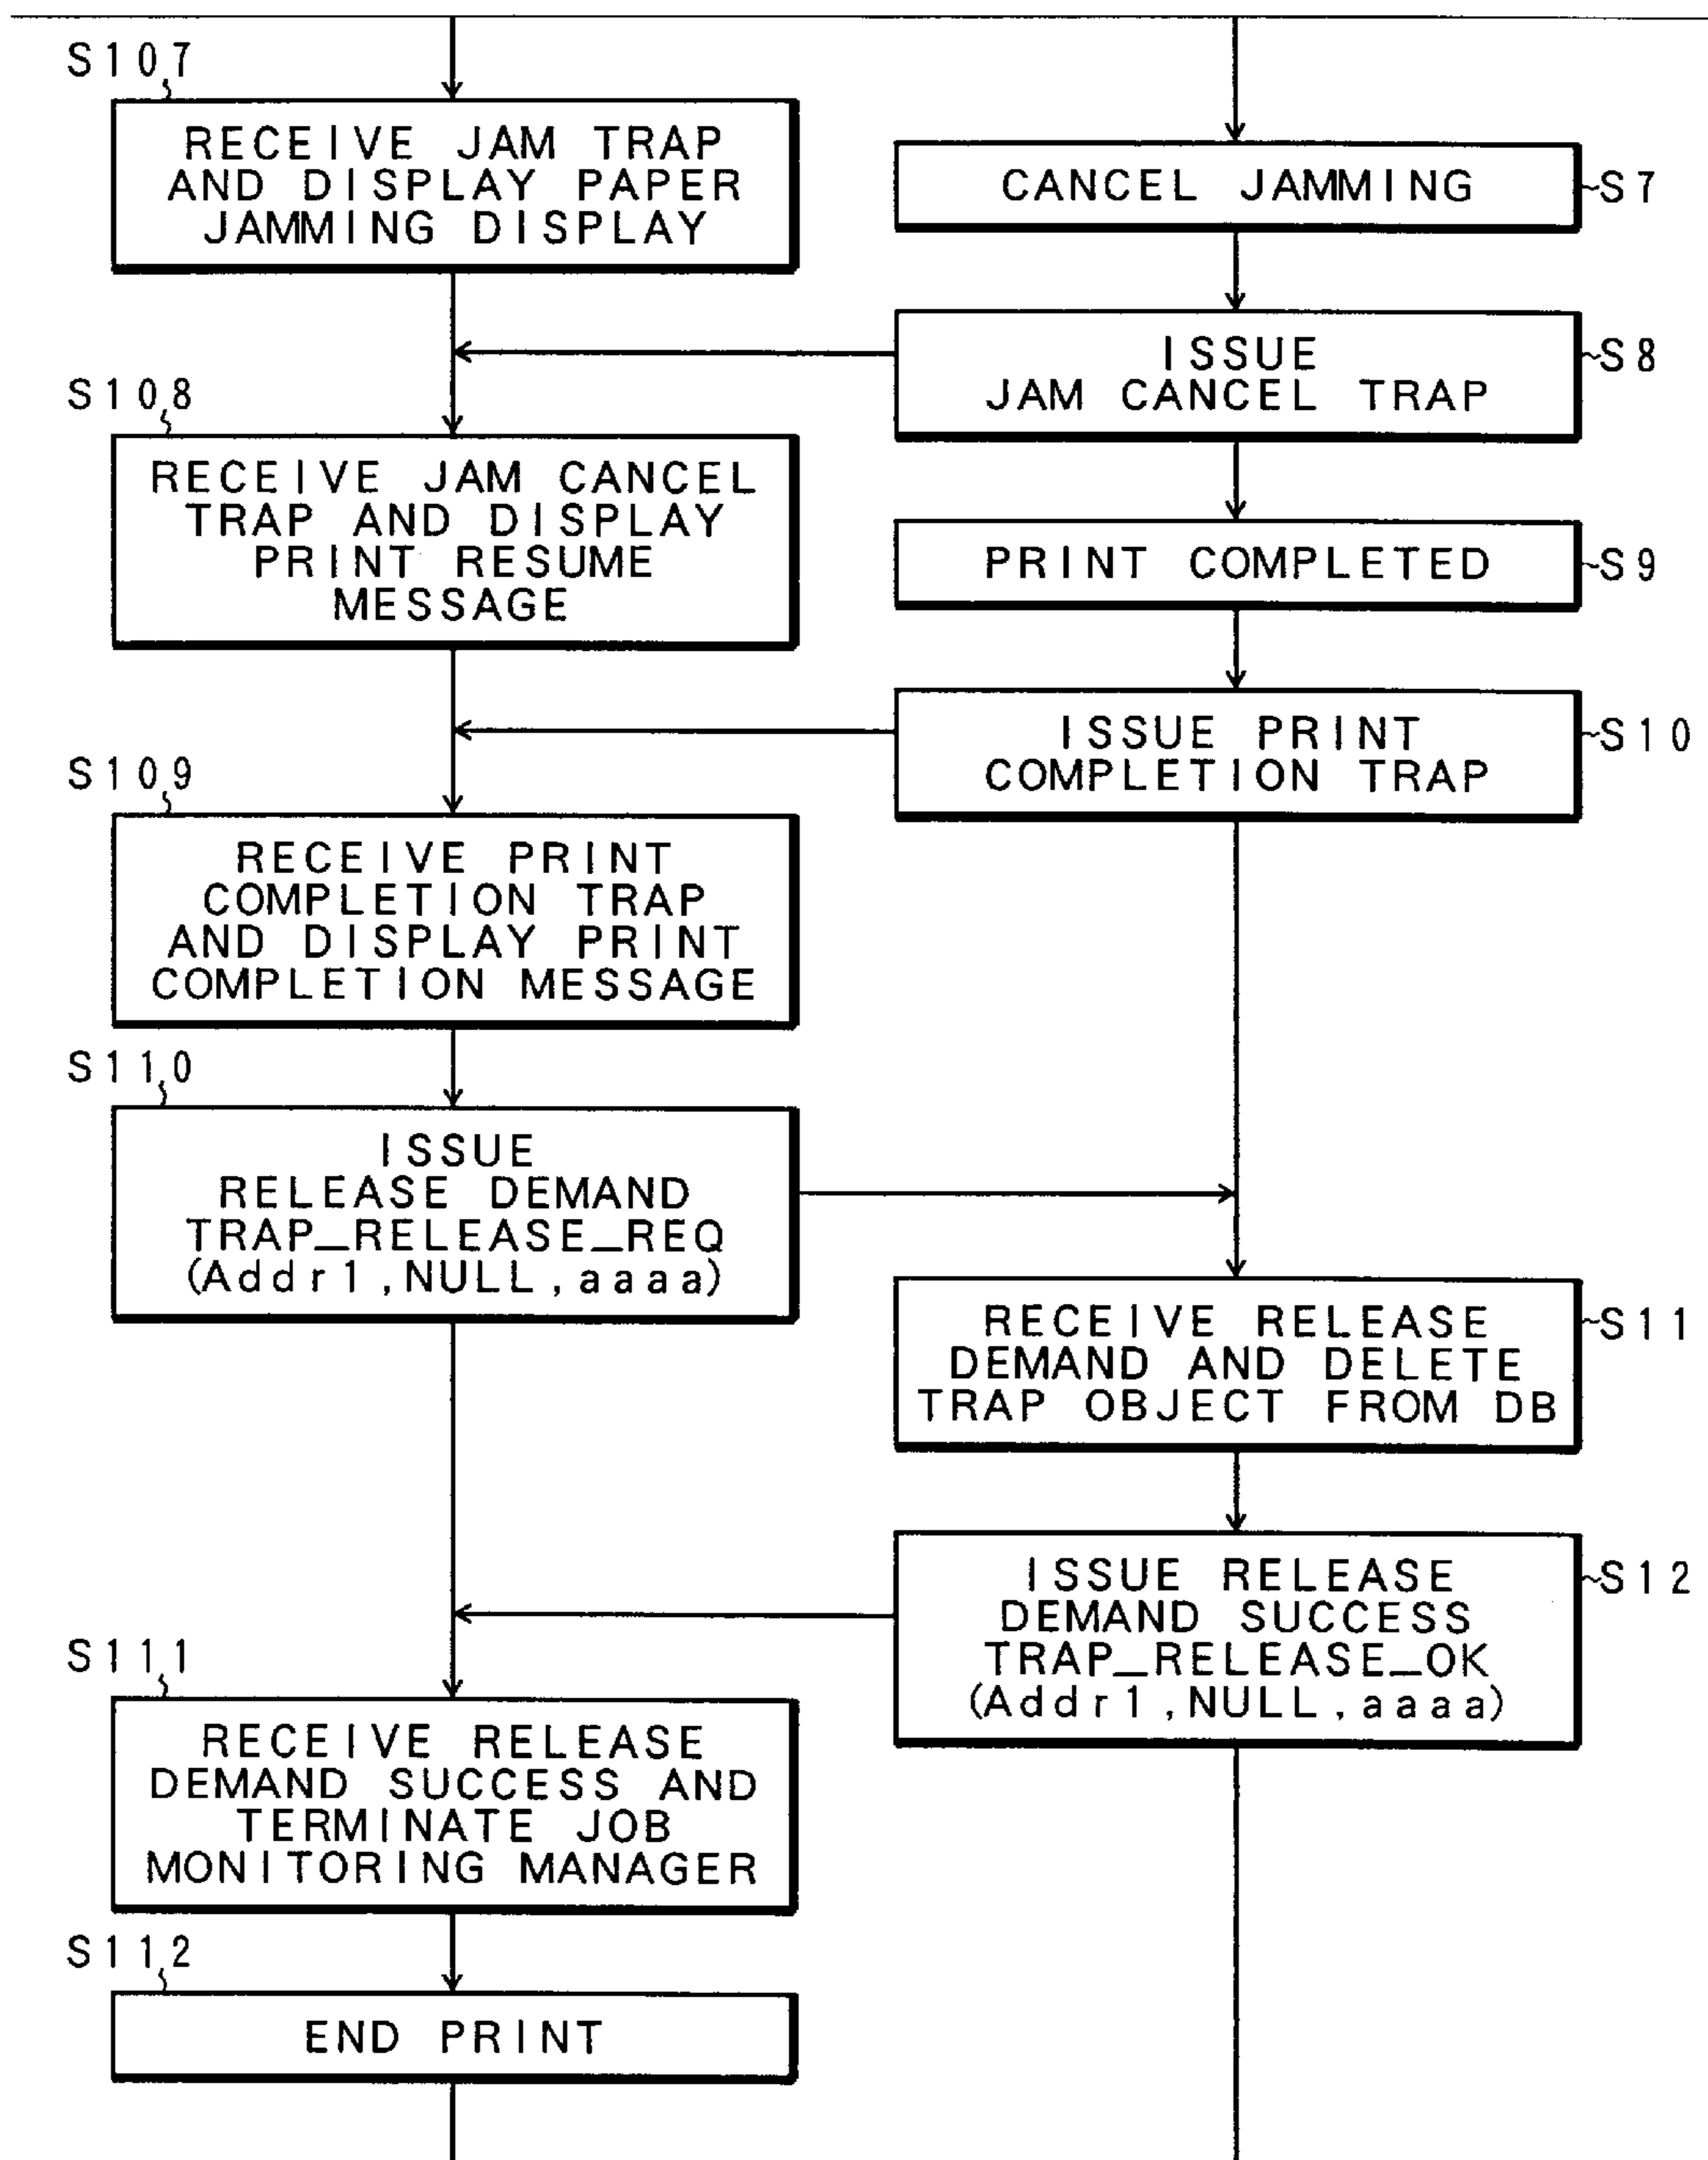 S107
RECEIVE JAM TRAP
AND DISPLAY PAPER
JAMMING DISPLAY
CANCEL JAMMING
S7
ISSUE
JAM CANCEL TRAP
S8
S108
RECEIVE JAM CANCEL
TRAP AND DISPLAY
PRINT RESUME
MESSAGE
PRINT COMPLETED
S9
ISSUE PRINT
COMPLETION TRAP
S10
S109
RECEIVE PRINT
COMPLETION TRAP
AND DISPLAY PRINT
COMPLETION MESSAGE
S110
ISSUE
RELEASE DEMAND
TRAP_RELEASE_REQ
(Addr1,NULL,aaaa)
RECEIVE RELEASE
DEMAND AND DELETE
TRAP OBJECT FROM DB
S11
ISSUE RELEASE
DEMAND SUCCESS
TRAP_RELEASE_OK
(Addr1,NULL,aaaa)
S12
S111
RECEIVE RELEASE
DEMAND SUCCESS AND
TERMINATE JOB
MONITORING MANAGER
S112
END PRINT